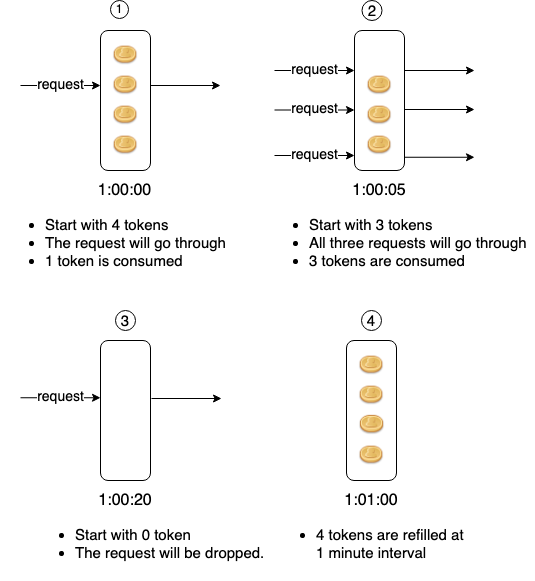 1
request
1:00:00
• Start with 4 tokens
• The request will go through
• 1 token is consumed
2
request
request
request
1:00:05
• Start with 3 tokens
• All three requests will go through
• 3 tokens are consumed
3
request
1:00:20
• Start with 0 token
• The request will be dropped.
4
1:01:00
• 4 tokens are refilled at
1 minute interval